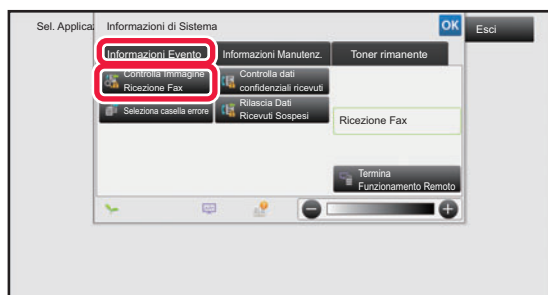 Sel. Applica
Informazioni di Sistema
OK
Esci
Informazioni Evento
Informazioni Manutenz.
Toner rimanente
Controlla Immagine
Ricezione Fax
Controlla dati
confidenziali ricevuti
Seleziona casella errore
Rilascia Dati
Ricevuti Sospesi
Ricezione Fax
Termina
Funzionamento Remoto